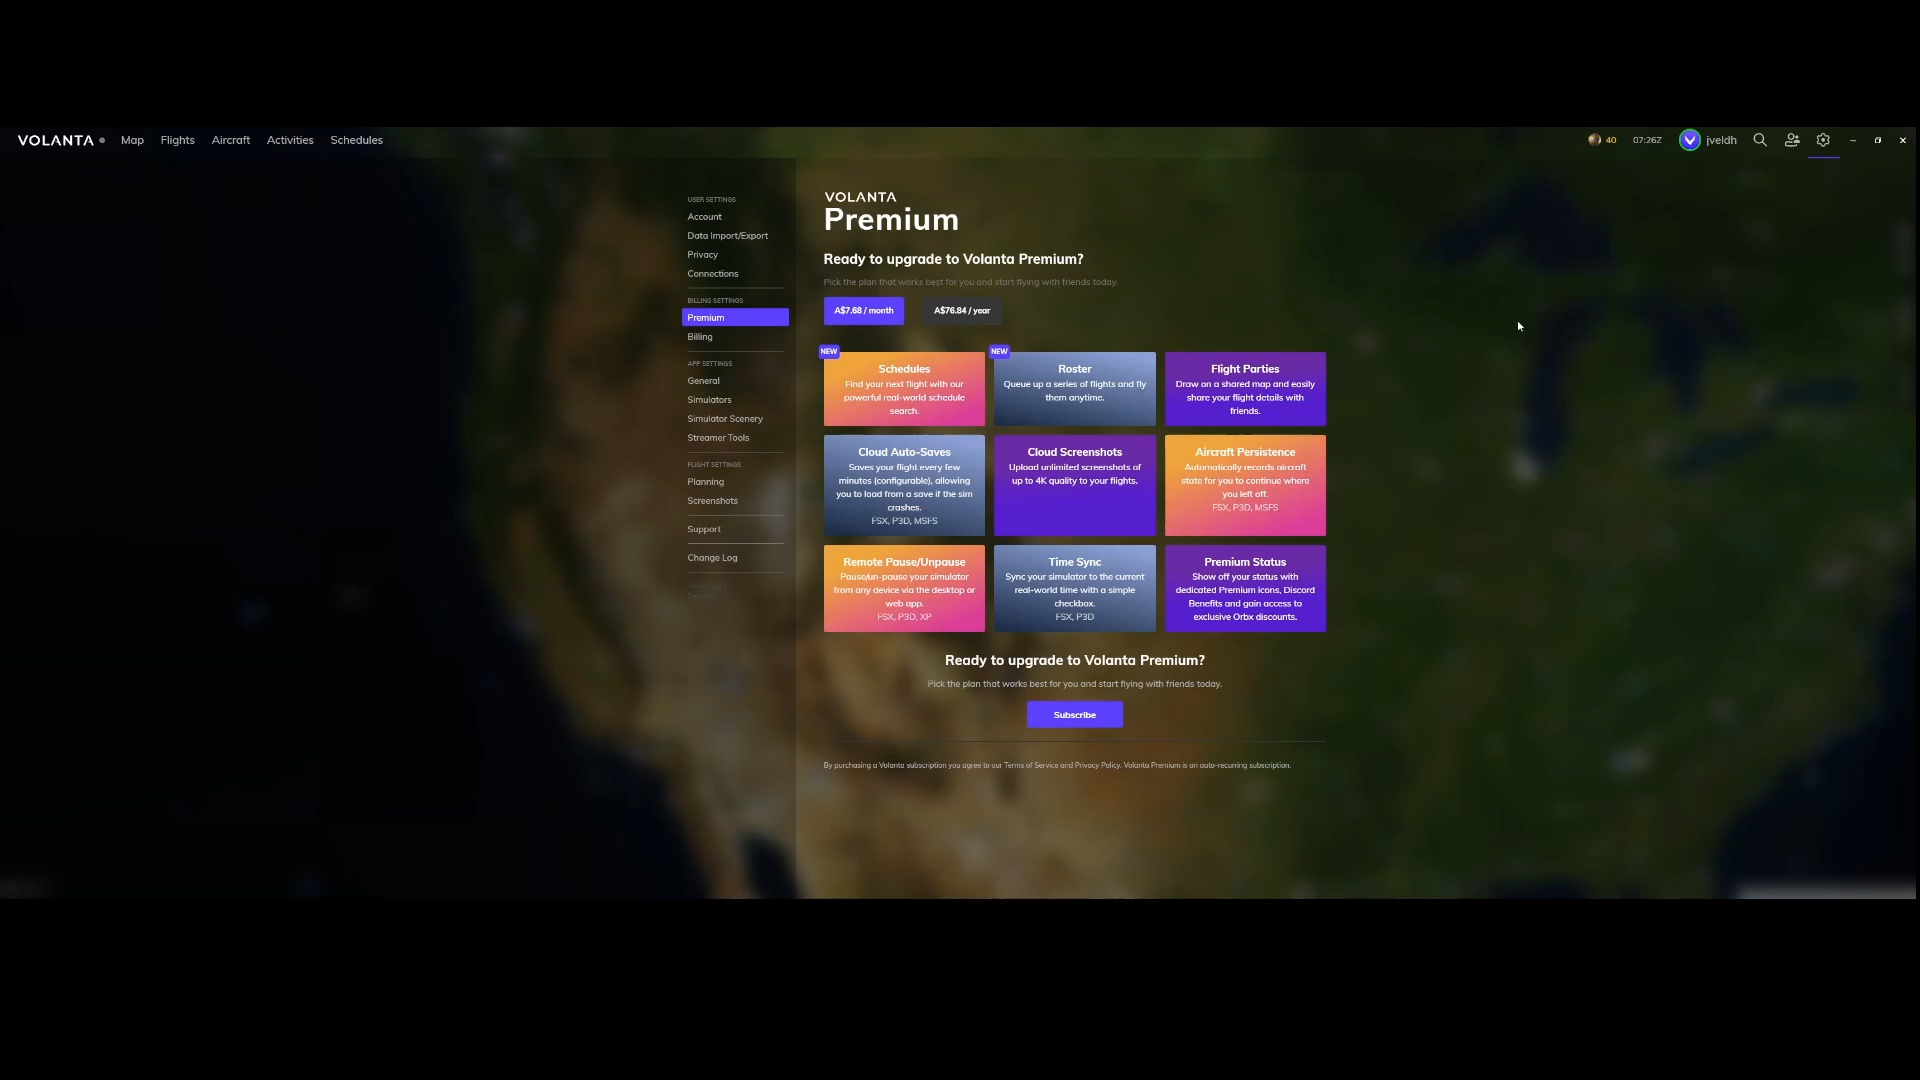 VOLANTA
Map
Flights
Aircraft
Activities
Schedules
40
07:26Z
jveldh
USER SETTINGS
Account
Data Import/Export
Privacy
Connections
BILLING SETTINGS
Premium
Billing
APP SETTINGS
General
Simulators
Simulator Scenery
Streamer Tools
FLIGHT SETTINGS
Planning
Screenshots
Support
Change Log
VOLANTA
Premium
Ready to upgrade to Volanta Premium?
Pick the plan that works best for you and start flying with friends today.
A$7.68 / month
A$76.84 / year
NEW
Schedules
Find your next flight with our
powerful real-world schedule
search.
NEW
Roster
Queue up a series of flights and fly
them anytime.
Flight Parties
Draw on a shared map and easily
share your flight details with
friends.
Cloud Auto-Saves
Saves your flight every few
minutes (configurable), allowing
you to load from a save if the sim
crashes.
FSX, P3D, MSFS
Cloud Screenshots
Upload unlimited screenshots of
up to 4K quality to your flights.
Aircraft Persistence
Automatically records aircraft
state for you to continue where
you left off.
FSX, P3D, MSFS
Remote Pause/Unpause
Pause/un-pause your simulator
from any device via the desktop or
web app.
FSX, P3D, XP
Time Sync
Sync your simulator to the current
real-world time with a simple
checkbox.
FSX, P3D
Premium Status
Show off your status with
dedicated Premium icons, Discord
Benefits and gain access to
exclusive Orbx discounts.
Ready to upgrade to Volanta Premium?
Pick the plan that works best for you and start flying with friends today.
Subscribe
By purchasing a Volanta subscription you agree to our Terms of Service and Privacy Policy. Volanta Premium is an auto-recurring subscription.